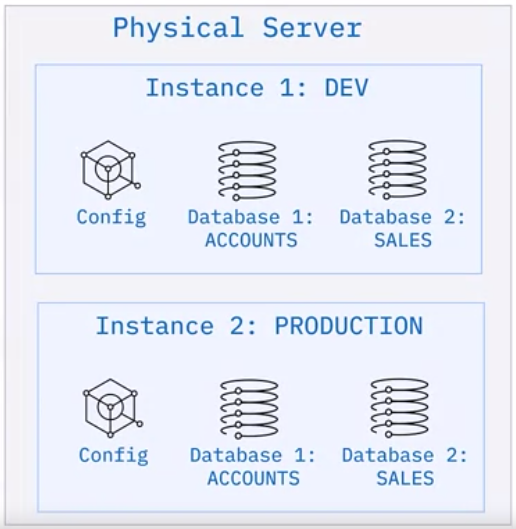 Physical Server
Instance 1: DEV
Config
Database 1:
ACCOUNTS
Database 2:
SALES
Instance 2: PRODUCTION
Config
Database 1:
ACCOUNTS
Database 2:
SALES